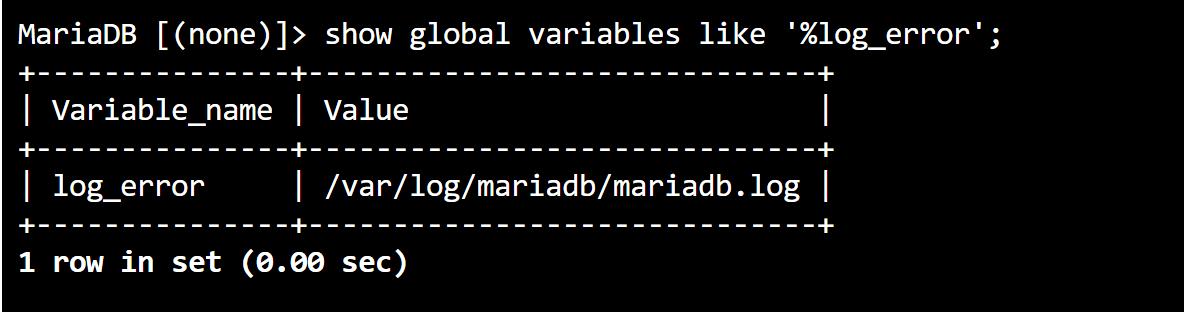 MariaDB [(none)]> show global variables like '%log_error';
+---------------+------------------------------+
| Variable_name | Value                        |
+---------------+------------------------------+
| log_error     | /var/log/mariadb/mariadb.log |
+---------------+------------------------------+
1 row in set (0.00 sec)